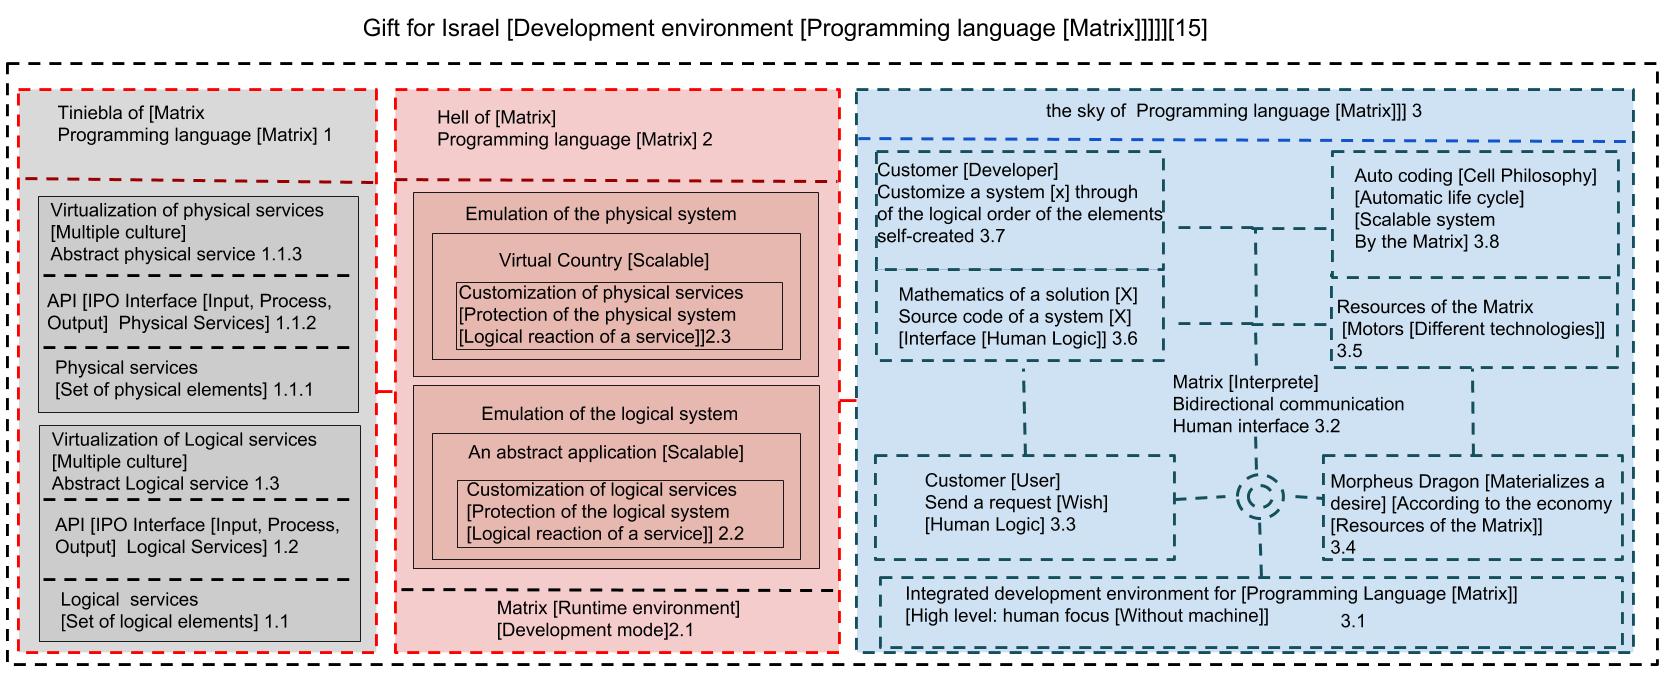 Gift for Israel [Development environment [Programming language [Matrix]]]]][15]
Tiniebla of [Matrix
Programming language [Matrix] 1
Virtualization of physical services
[Multiple culture]
Abstract physical service 1.1.3
API [IPO Interface [Input, Process,
Output]  Physical Services] 1.1.2
Physical services
[Set of physical elements] 1.1.1
Virtualization of Logical services
[Multiple culture]
Abstract Logical service 1.3
API [IPO Interface [Input, Process,
Output]  Logical Services] 1.2
Logical  services
[Set of logical elements] 1.1
Hell of [Matrix]
Programming language [Matrix] 2
Emulation of the physical system
Virtual Country [Scalable]
Customization of physical services
[Protection of the physical system
[Logical reaction of a service]]2.3
Emulation of the logical system
An abstract application [Scalable]
Customization of logical services
[Protection of the logical system
[Logical reaction of a service]] 2.2
Matrix [Runtime environment]
[Development mode]2.1
the sky of  Programming language [Matrix]]] 3
Customer [Developer]
Customize a system [x] through
of the logical order of the elements
self-created 3.7
Auto coding [Cell Philosophy]
[Automatic life cycle]
[Scalable system
By the Matrix] 3.8
Mathematics of a solution [X]
Source code of a system [X]
[Interface [Human Logic]] 3.6
Resources of the Matrix
[Motors [Different technologies]]
3.5
Matrix [Interprete]
Bidirectional communication
Human interface 3.2
Customer [User]
Send a request [Wish]
[Human Logic] 3.3
Morpheus Dragon [Materializes a
desire] [According to the economy
[Resources of the Matrix]]
3.4
Integrated development environment for [Programming Language [Matrix]]
[High level: human focus [Without machine]]
3.1